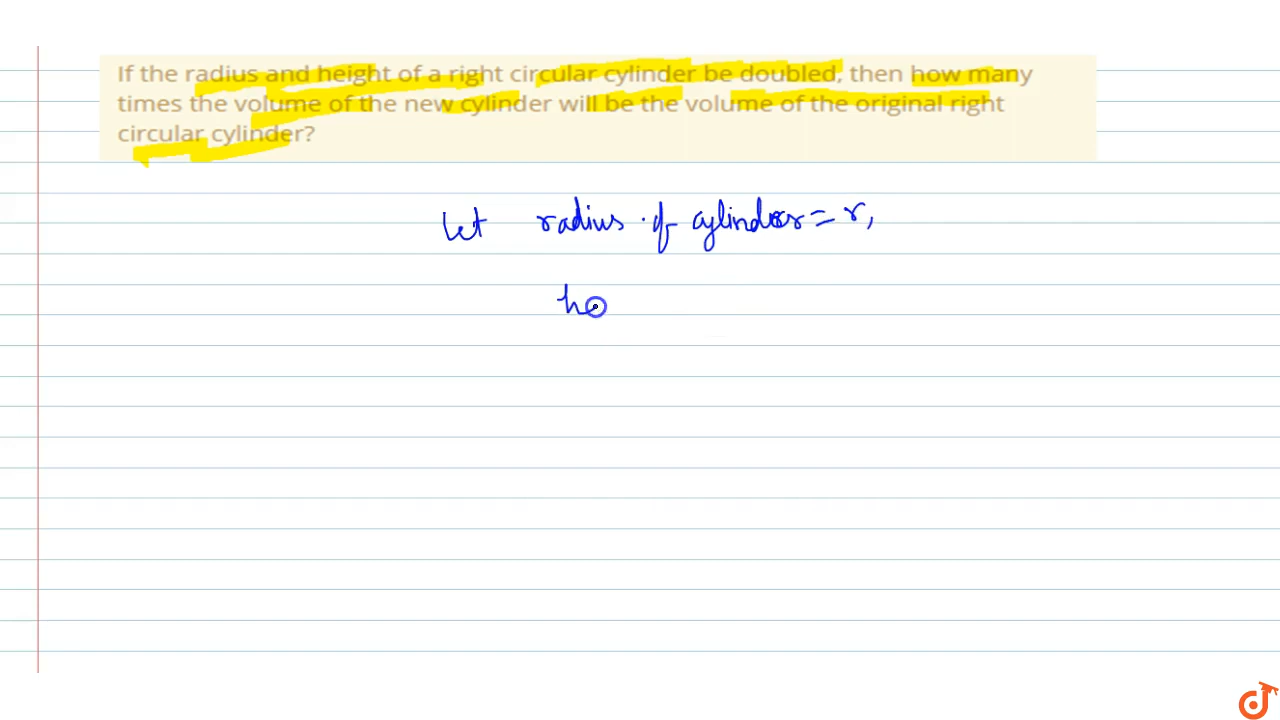 If the radius and height of a right circular cylinder be doubled, then how many
times the volume of the new cylinder will be the volume of the original right
circular cylinder?
Let radius of cylinder = r,
he